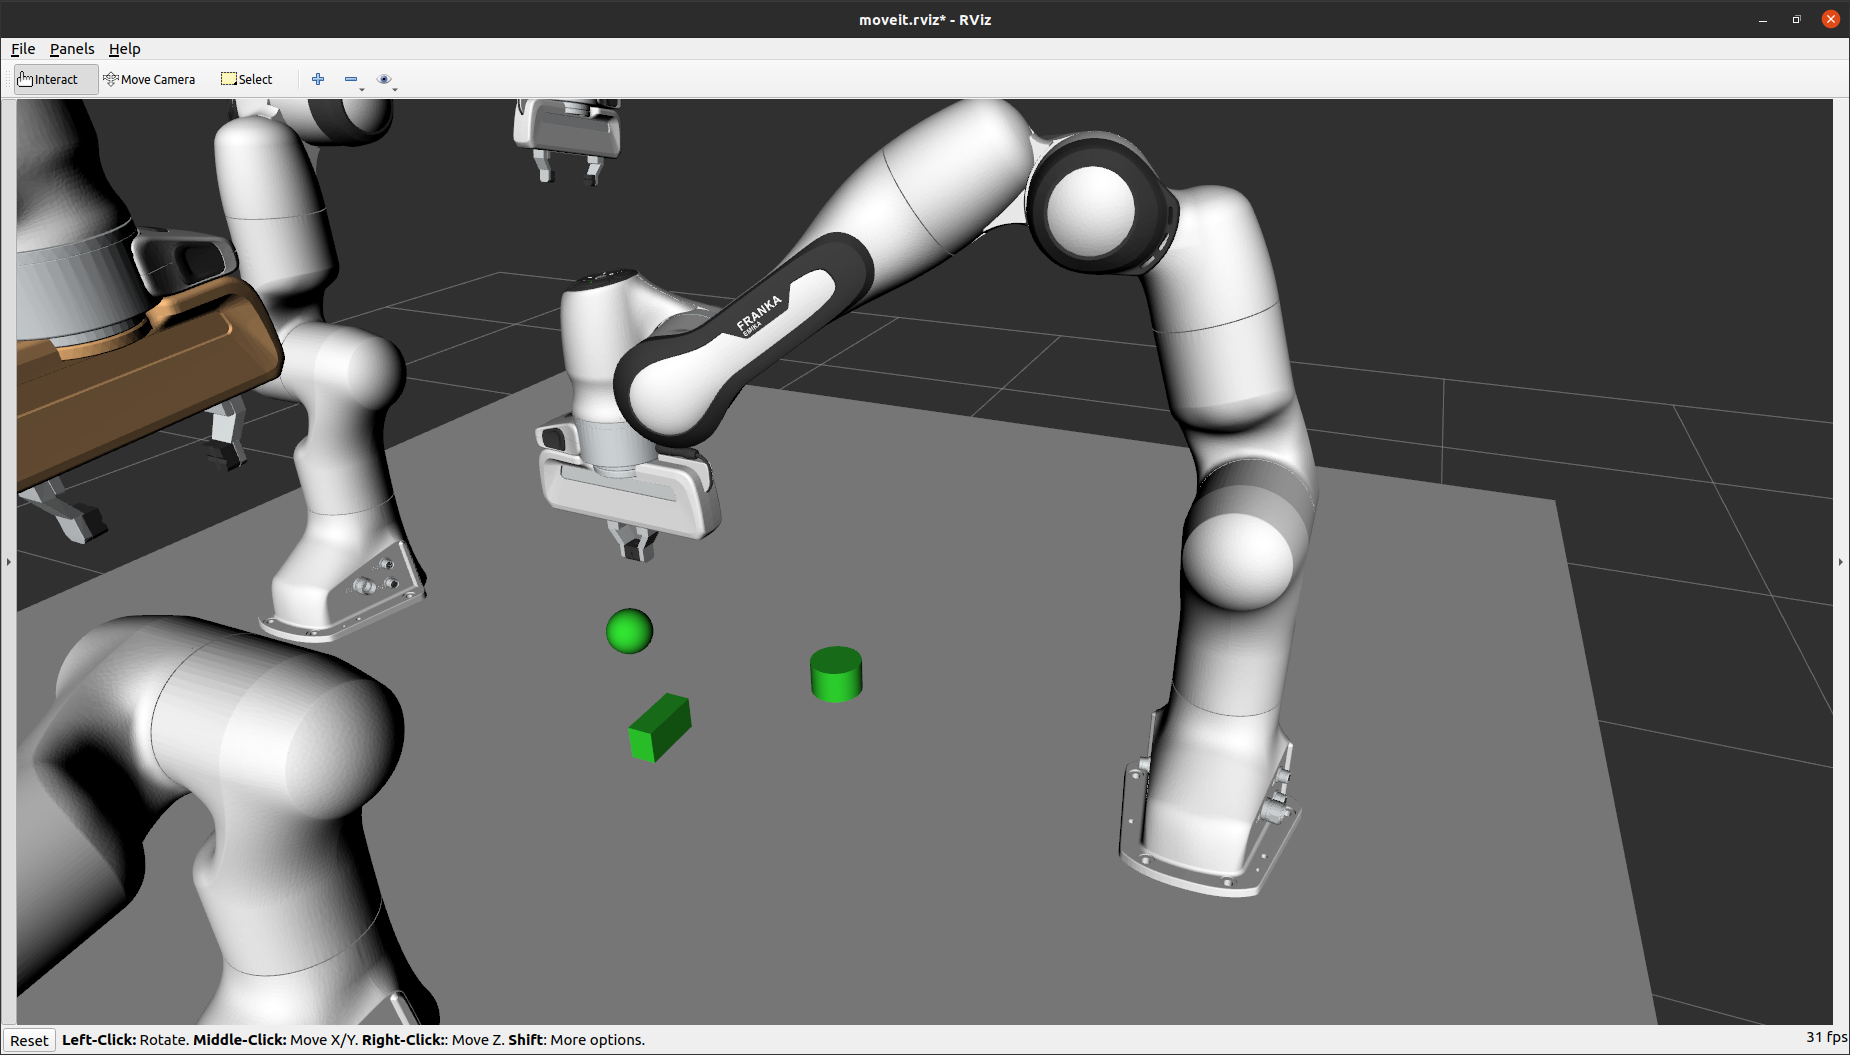 moveit.rviz* - RViz
File Panels Help
Interact Move Camera Select
FRANKA
EMIKA
Reset Left-Click: Rotate. Middle-Click: Move X/Y. Right-Click:: Move Z. Shift: More options.
31 fps